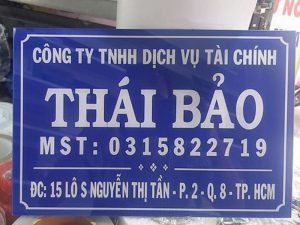 CÔNG TY TNHH DỊCH VỤ TÀI CHÍNH
THÁI BẢO
MST: 0315822719
ĐC: 15 LÔ S NGUYỄN THỊ TẦN - P. 2 - Q. 8 - TP. HCM